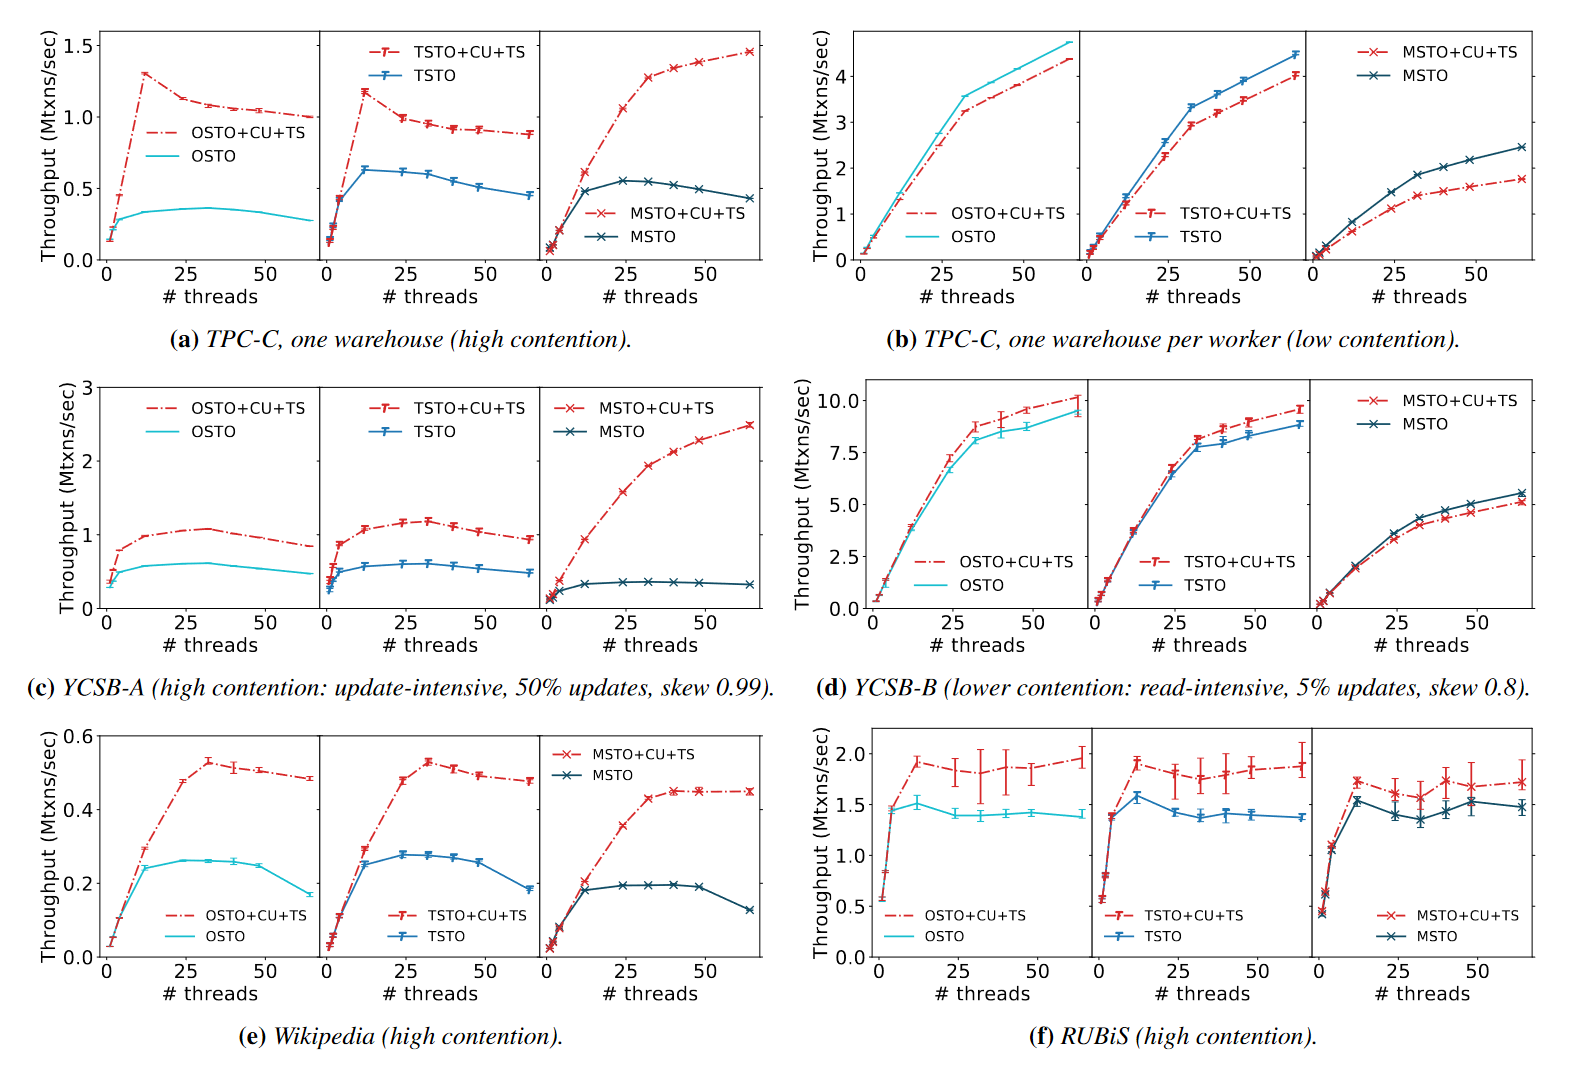 Throughput (Mtxns/sec)
1.5
1.0
0.5
0.0
OSTO+CU+TS
OSTO
0 25 50
# threads
TSTO+CU+TS
TSTO
0 25 50
# threads
MSTO+CU+TS
MSTO
0 25 50
# threads
(a) TPC-C, one warehouse (high contention).
Throughput (Mtxns/sec)
4
3
2
1
0
OSTO+CU+TS
OSTO
0 25 50
# threads
TSTO+CU+TS
TSTO
0 25 50
# threads
MSTO+CU+TS
MSTO
0 25 50
# threads
(b) TPC-C, one warehouse per worker (low contention).
Throughput (Mtxns/sec)
3
2
1
0
OSTO+CU+TS
OSTO
0 25 50
# threads
TSTO+CU+TS
TSTO
0 25 50
# threads
MSTO+CU+TS
MSTO
0 25 50
# threads
(c) YCSB-A (high contention: update-intensive, 50% updates, skew 0.99).
Throughput (Mtxns/sec)
10.0
7.5
5.0
2.5
0.0
OSTO+CU+TS
OSTO
0 25 50
# threads
TSTO+CU+TS
TSTO
0 25 50
# threads
MSTO+CU+TS
MSTO
0 25 50
# threads
(d) YCSB-B (lower contention: read-intensive, 5% updates, skew 0.8).
Throughput (Mtxns/sec)
0.6
0.4
0.2
0.0
OSTO+CU+TS
OSTO
0 25 50
# threads
TSTO+CU+TS
TSTO
0 25 50
# threads
MSTO+CU+TS
MSTO
0 25 50
# threads
(e) Wikipedia (high contention).
Throughput (Mtxns/sec)
2.0
1.5
1.0
0.5
0.0
OSTO+CU+TS
OSTO
0 25 50
# threads
TSTO+CU+TS
TSTO
0 25 50
# threads
MSTO+CU+TS
MSTO
0 25 50
# threads
(f) RUBiS (high contention).